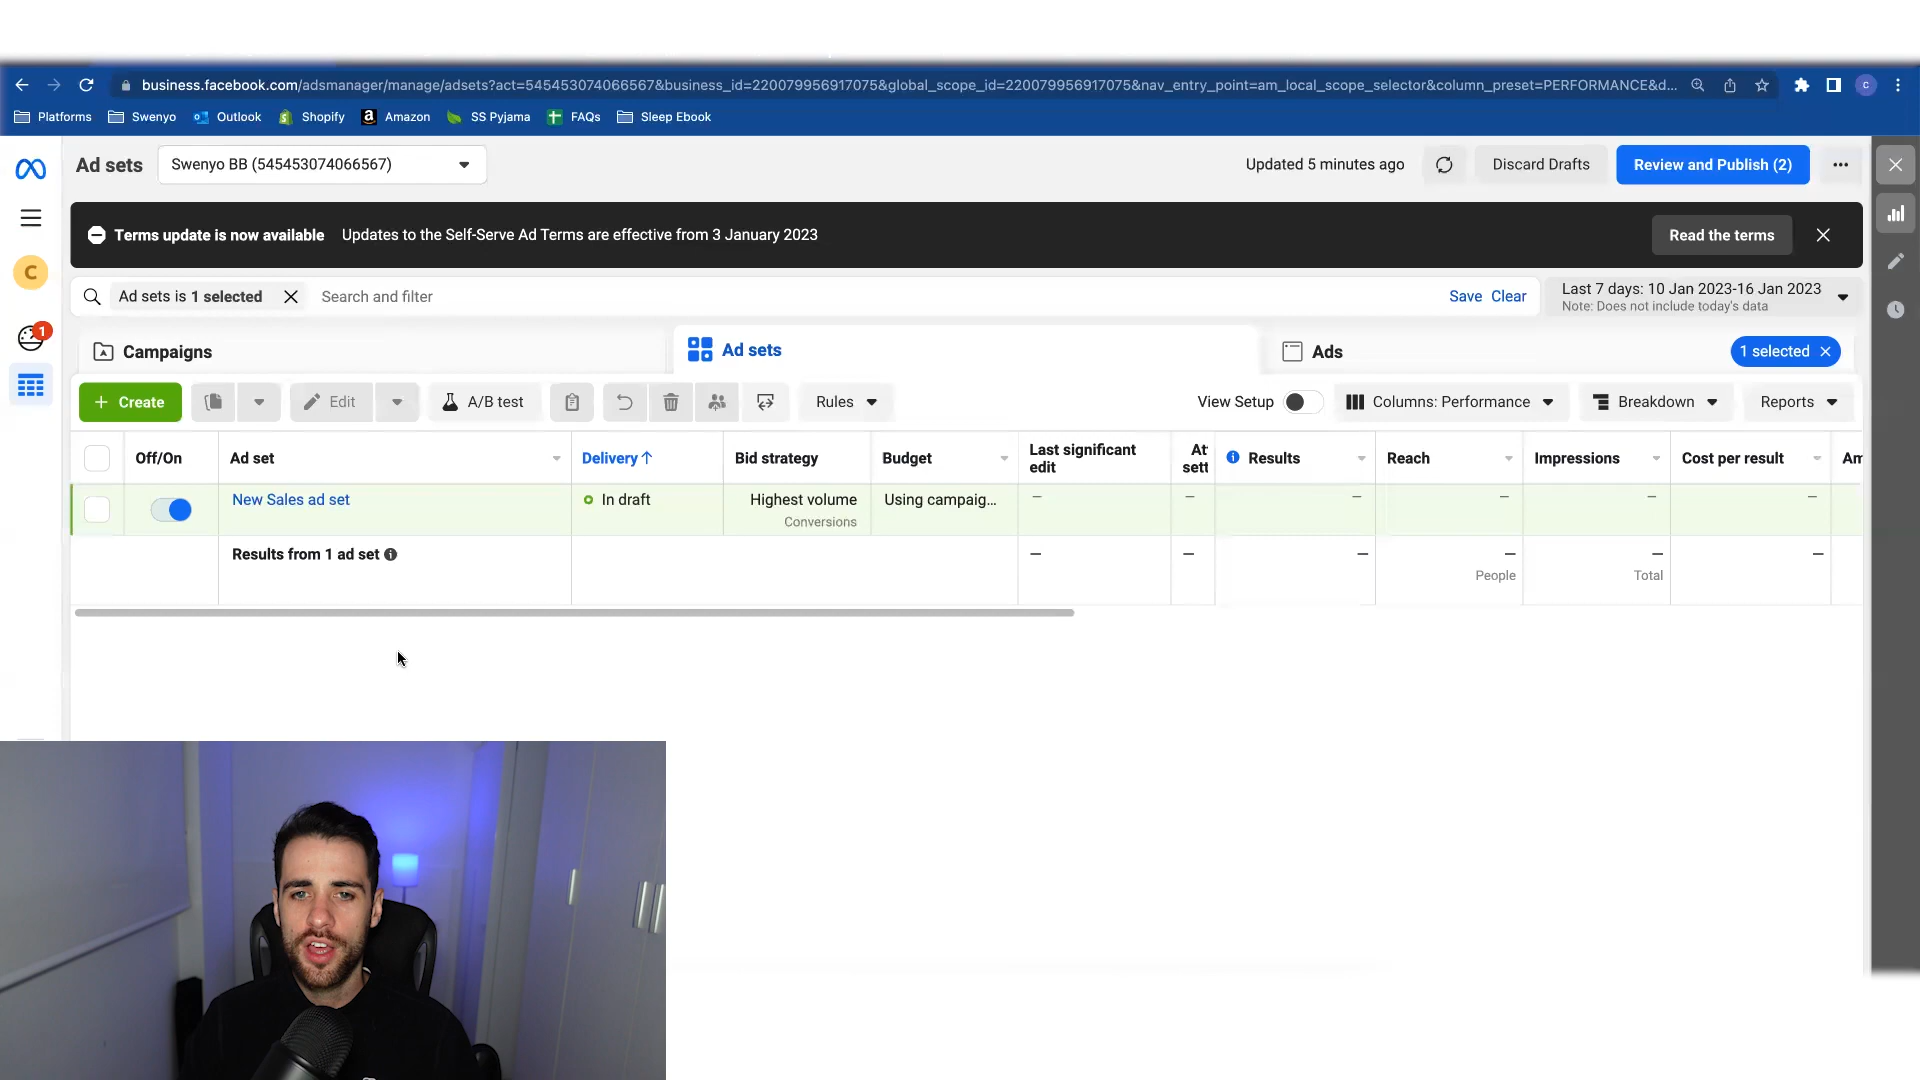 business.facebook.com/adsmanager/manage/adsets?act=545453074066567&business_id=220079956917075&global_scope_id=220079956917075&nav_entry_point=am_local_scope_selector&column_preset=PERFORMANCE&d...
C
Platforms
Swenyo
Outlook
Shopify
a Amazon
SS Pyjama
FAQs
Sleep Ebook
Ad sets
Swenyo BB (545453074066567)
Updated 5 minutes ago
Discard Drafts
Review and Publish (2)
Terms update is now available Updates to the Self-Serve Ad Terms are effective from 3 January 2023
Read the terms
C
Ad sets is 1 selected
Search and filter
Save Clear
Last 7 days: 10 Jan 2023-16 Jan 2023
Note: Does not include today's data
1
Campaigns
Ad sets
Ads
1 selected
+ Create
Edit
A/B test
Rules
View Setup
Columns: Performance
Breakdown
Reports
Off/On
Ad set
Delivery ↑
Bid strategy
Budget
Last significant
edit
At
sett
Results
Reach
Impressions
Cost per result
Am
New Sales ad set
In draft
Highest volume
Conversions
Using campaig...
–
–
–
–
–
–
Results from 1 ad set
–
–
–
–
People
–
Total
–